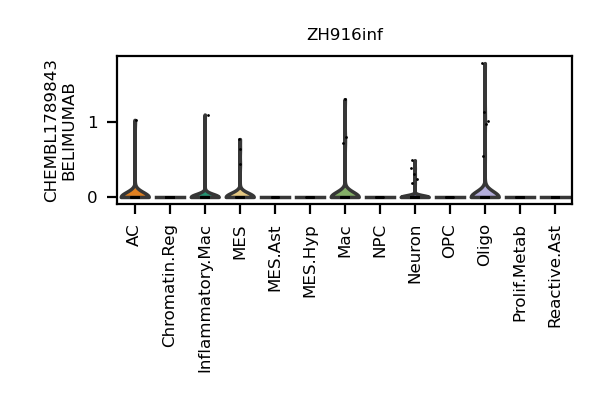 ZH916inf
CHEMBL1789843
BELIMUMAB
1
0
AC
Chromatin.Reg
Inflammatory.Mac
MES
MES.Ast
MES.Hyp
Mac
NPC
Neuron
OPC
Oligo
Prolif.Metab
Reactive.Ast